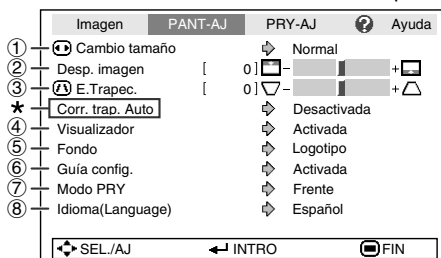 Imagen PANT-AJ PRY-AJ ? Ayuda
① Cambio tamaño Normal
② Desp. imagen [ 0] - +
③ E.Trapec. [ 0] - +
* Corr. trap. Auto Desactivada
④ Visualizador Activada
⑤ Fondo Logotipo
⑥ Guía config. Activada
⑦ Modo PRY Frente
⑧ Idioma(Language) Español
SEL./AJ INTRO FIN